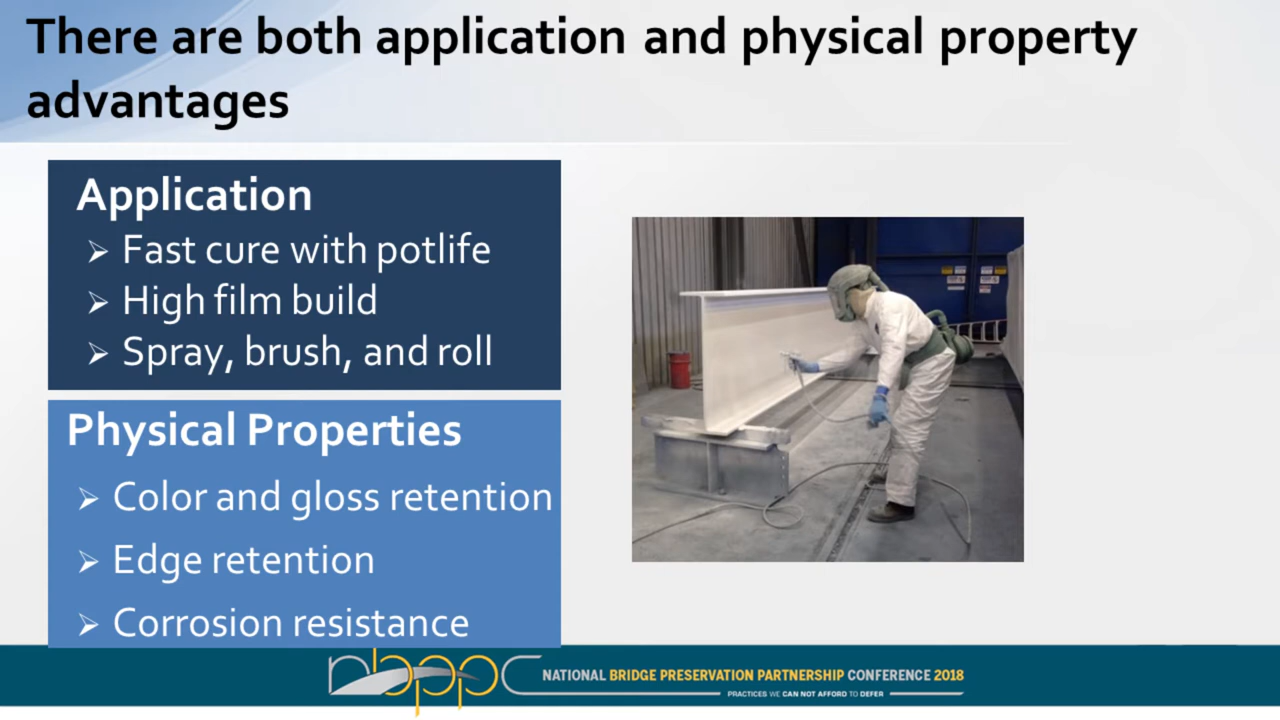 There are both application and physical property
advantages
Application
➢ Fast cure with potlife
➢ High film build
➢ Spray, brush, and roll
Physical Properties
➢ Color and gloss retention
➢ Edge retention
➢ Corrosion resistance
nbppc
NATIONAL BRIDGE PRESERVATION PARTNERSHIP CONFERENCE 2018
PRACTICES WE CAN NOT AFFORD TO DEFER